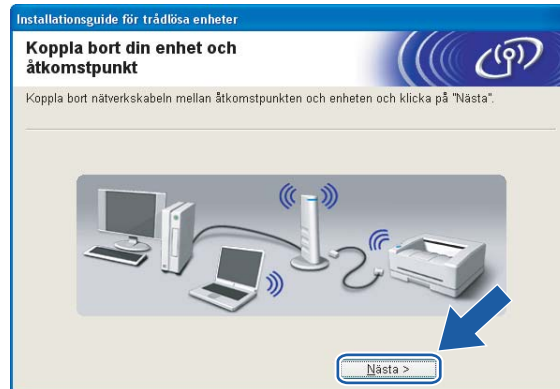 Installationsguide för trådlösa enheter
Koppla bort din enhet och
åtkomstpunkt
Koppla bort nätverkskabeln mellan åtkomstpunkten och enheten och klicka på "Nästa".
Nästa >